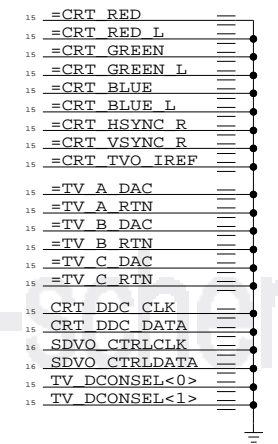 15 =CRT_RED
15 =CRT_RED_L
15 =CRT_GREEN
15 =CRT_GREEN_L
15 =CRT_BLUE
15 =CRT_BLUE_L
15 =CRT_HSYNC_R
15 =CRT_VSYNC_R
15 =CRT_TVO_IREF
15 =TV_A_DAC
15 =TV_A_RTN
15 =TV_B_DAC
15 =TV_B_RTN
15 =TV_C_DAC
15 =TV_C_RTN
15 CRT_DDC_CLK
15 CRT_DDC_DATA
16 SDVO_CTRLCLK
16 SDVO_CTRLDATA
15 TV_DCONSEL<0>
15 TV_DCONSEL<1>